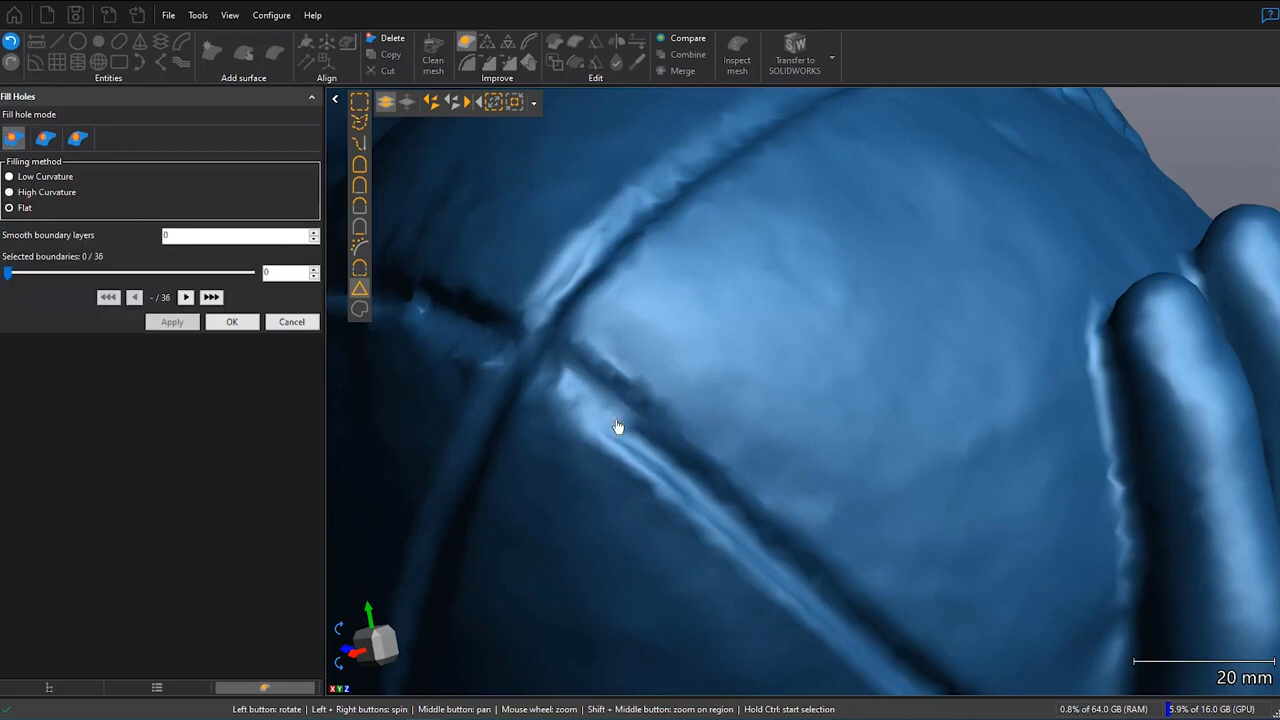 File Tools View Configure Help
Delete
Copy
Cut
Clean
mesh
Compare
Combine
Merge
Inspect
mesh
Transfer to
SOLIDWORKS
Entities Add surface Align Improve Edit
Fill Holes
Fill hole mode
Filling method
Low Curvature
High Curvature
Flat
Smooth boundary layers 0
Selected boundaries: 0 / 36
0
- / 36
Apply OK Cancel
20 mm
X Y Z
Left button: rotate | Left + Right buttons: spin | Middle button: pan | Mouse wheel: zoom | Shift + Middle button: zoom on region | Hold Ctrl: start selection
0.8% of 64.0 GB (RAM) 5.9% of 16.0 GB (GPU)